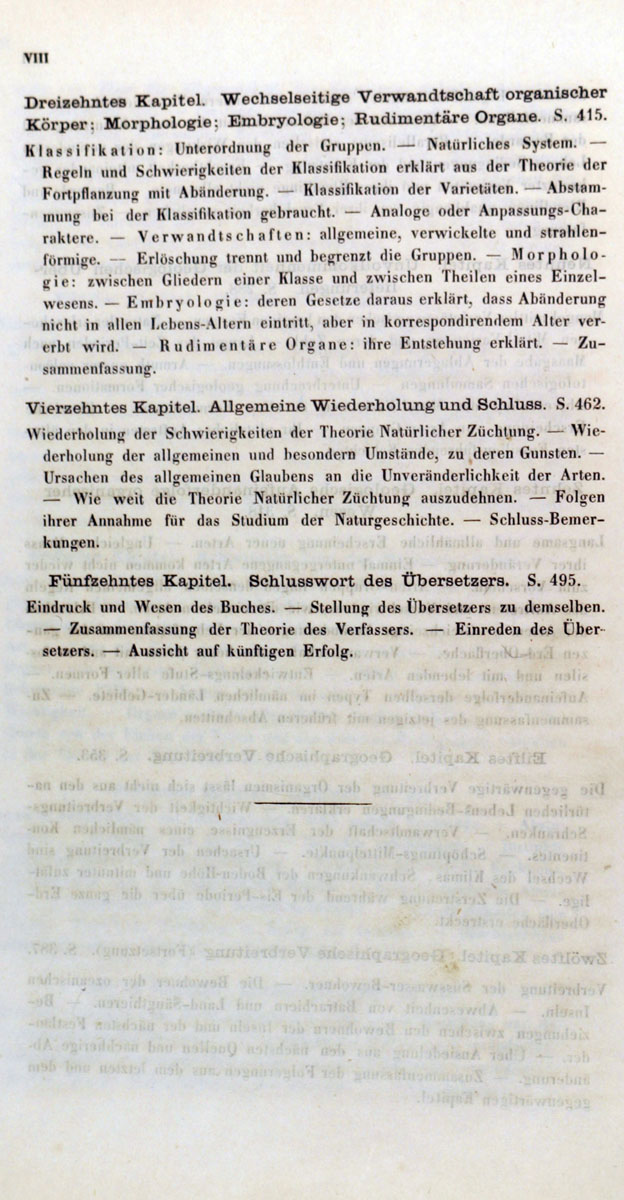 VIII
Dreizehntes Kapitel. Wechselseitige Verwandtschaft organischer
Körper; Morphologie; Embryologie; Rudimentäre Organe. S. 415.
Klassifikation: Unterordnung der Gruppen. — Natürliches System. —
Regeln und Schwierigkeiten der Klassifikation erklärt aus der Theorie der
Fortpflanzung mit Abänderung. — Klassifikation der Varietäten. — Abstam-
mung bei der Klassifikation gebraucht. — Analoge oder Anpassungs-Cha-
raktere. — Verwandtschaften: allgemeine, verwickelte und strahlen-
förmige. — Erlöschung trennt und begrenzt die Gruppen. — Morpholo-
gie: zwischen Gliedern einer Klasse und zwischen Theilen eines Einzel-
wesens. — Embryologie: deren Gesetze daraus erklärt, dass Abänderung
nicht in allen Lebens-Altern eintritt, aber in korrespondirendem Alter ver-
erbt wird. — Rudimentäre Organe: ihre Entstehung erklärt. — Zu-
sammenfassung.
Vierzehntes Kapitel. Allgemeine Wiederholung und Schluss. S. 462.
Wiederholung der Schwierigkeiten der Theorie Natürlicher Züchtung. — Wie-
derholung der allgemeinen und besondern Umstände, zu deren Gunsten. —
Ursachen des allgemeinen Glaubens an die Unveränderlichkeit der Arten.
— Wie weit die Theorie Natürlicher Züchtung auszudehnen. — Folgen
ihrer Annahme für das Studium der Naturgeschichte. — Schluss-Bemer-
kungen.
Fünfzehntes Kapitel. Schlusswort des Übersetzers. S. 495.
Eindruck und Wesen des Buches. — Stellung des Übersetzers zu demselben.
— Zusammenfassung der Theorie des Verfassers. — Einreden des Über-
setzers. — Aussicht auf künftigen Erfolg.